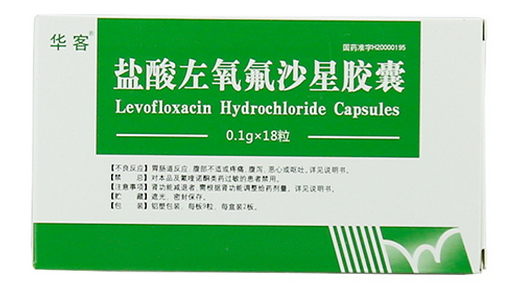 华客®
国药准字H20000195
盐酸左氧氟沙星胶囊
Levofloxacin Hydrochloride Capsules
0.1g×18粒
【不良反应】胃肠道反应:腹部不适或疼痛、腹泻、恶心或呕吐。详见说明书。
【禁 忌】对本品及氟喹诺酮类药过敏的患者禁用。
【注意事项】肾功能减退者,需根据肾功能调整给药剂量。详见说明书。
【贮 藏】遮光,密封保存。
【包 装】铝塑包装,每板9粒,每盒装2板。